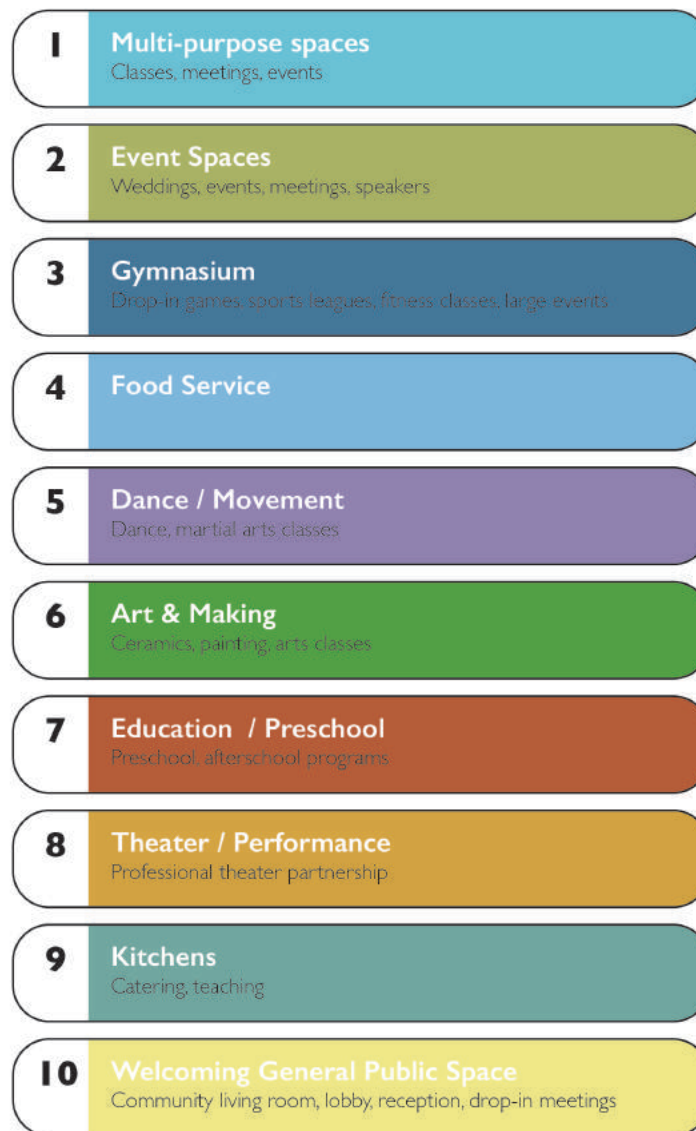 1
Multi-purpose spaces
Classes, meetings, events
2
Event Spaces
Weddings, events, meetings, speakers
3
Gymnasium
Drop-in games, sports leagues, fitness classes, large events
4
Food Service
5
Dance / Movement
Dance, martial arts classes
6
Art & Making
Ceramics, painting, arts classes
7
Education / Preschool
Preschool, afterschool programs
8
Theater / Performance
Professional theater partnership
9
Kitchens
Catering, teaching
10
Welcoming General Public Space
Community living room, lobby, reception, drop-in meetings